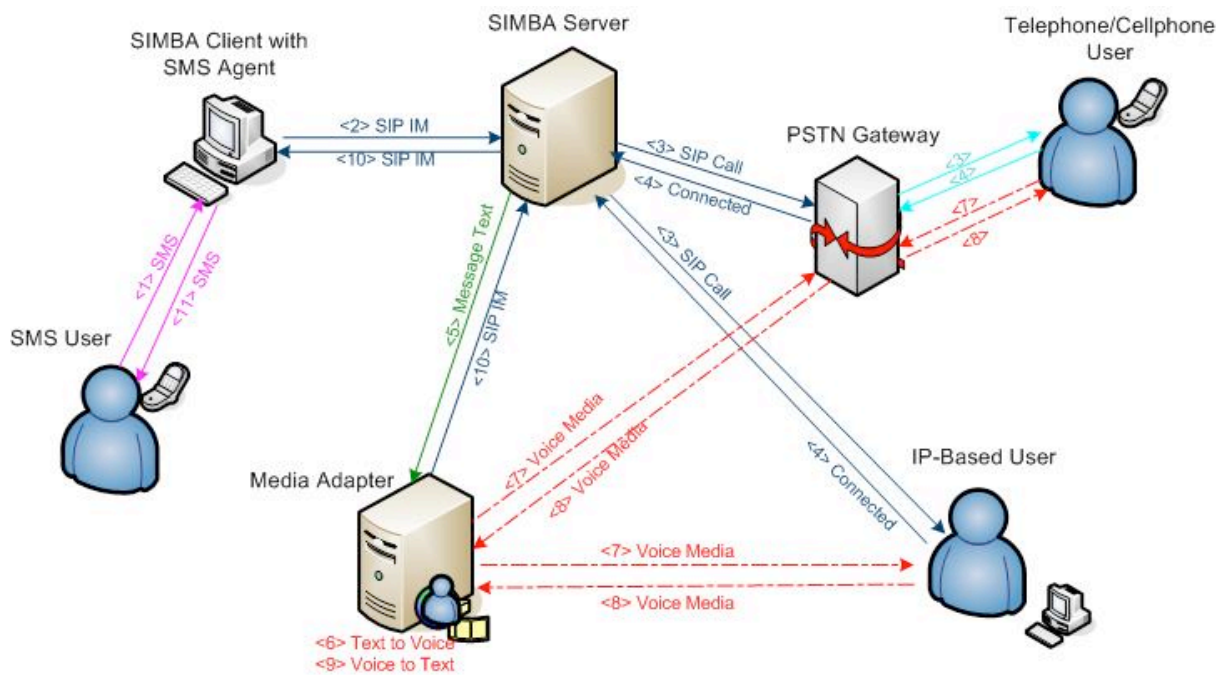 SIMBA Server
SIMBA Client with
SMS Agent
Telephone/Cellphone
User
PSTN Gateway
<2> SIP IM
<10> SIP IM
<3> SIP Call
<4> Connected
<3>
<4>
<7>
<8>
<1> SMS
<11> SMS
<5> Message Text
<10> SIP IM
<3> SIP Call
<4> Connected
SMS User
Media Adapter
<7> Voice Media
<8> Voice Media
IP-Based User
<7> Voice Media
<8> Voice Media
<6> Text to Voice
<9> Voice to Text